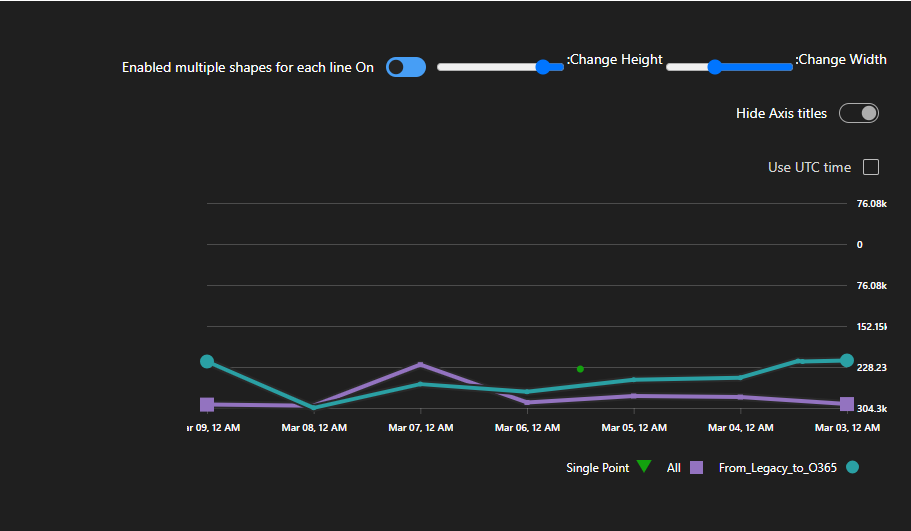 Enabled multiple shapes for each line On :Change Height :Change Width
Hide Axis titles
Use UTC time
76.08k
0
76.08k
152.15k
228.23
304.3k
r 09, 12 AM Mar 08, 12 AM Mar 07, 12 AM Mar 06, 12 AM Mar 05, 12 AM Mar 04, 12 AM Mar 03, 12 AM
Single Point All From_Legacy_to_O365